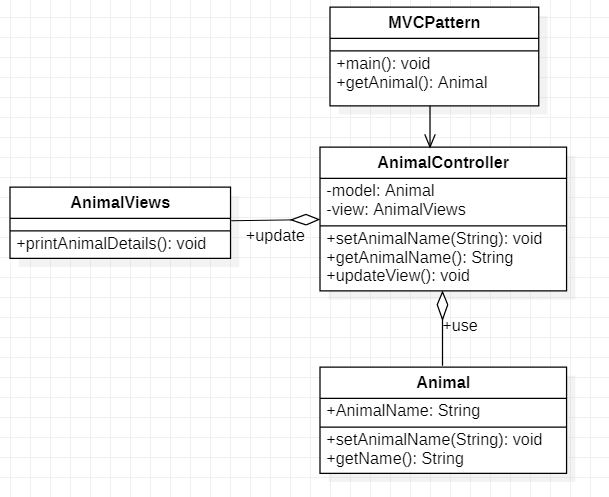 MVCPattern
+main(): void
+getAnimal(): Animal
AnimalController
-model: Animal
-view: AnimalViews
+setAnimalName(String): void
+getAnimalName(): String
+updateView(): void
AnimalViews
+printAnimalDetails(): void
+update
+use
Animal
+AnimalName: String
+setAnimalName(String): void
+getName(): String